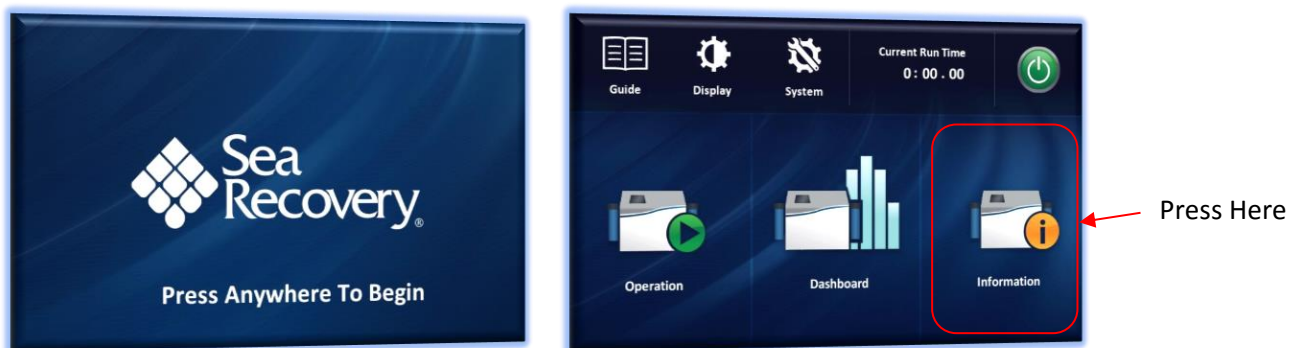 Sea
Recovery®
Press Anywhere To Begin
Guide
Display
System
Current Run Time
0 : 00 . 00
Operation
Dashboard
Information
Press Here